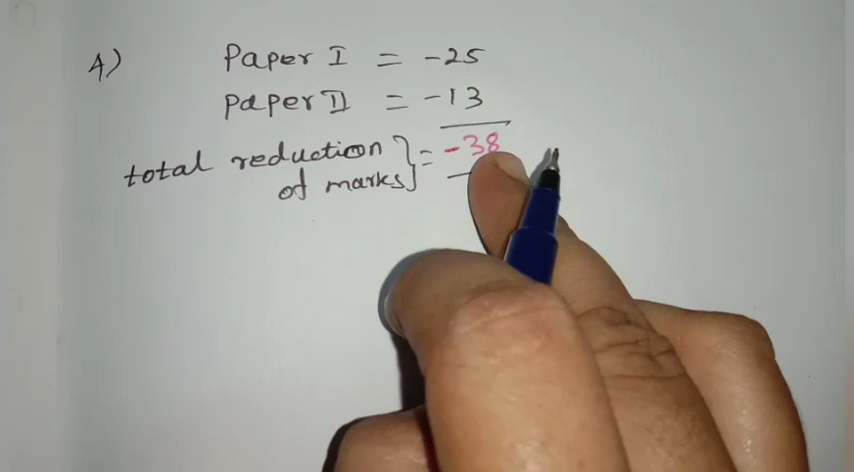 4) Paper I = -25
Paper II = -13
total reduction } = -38
of marks